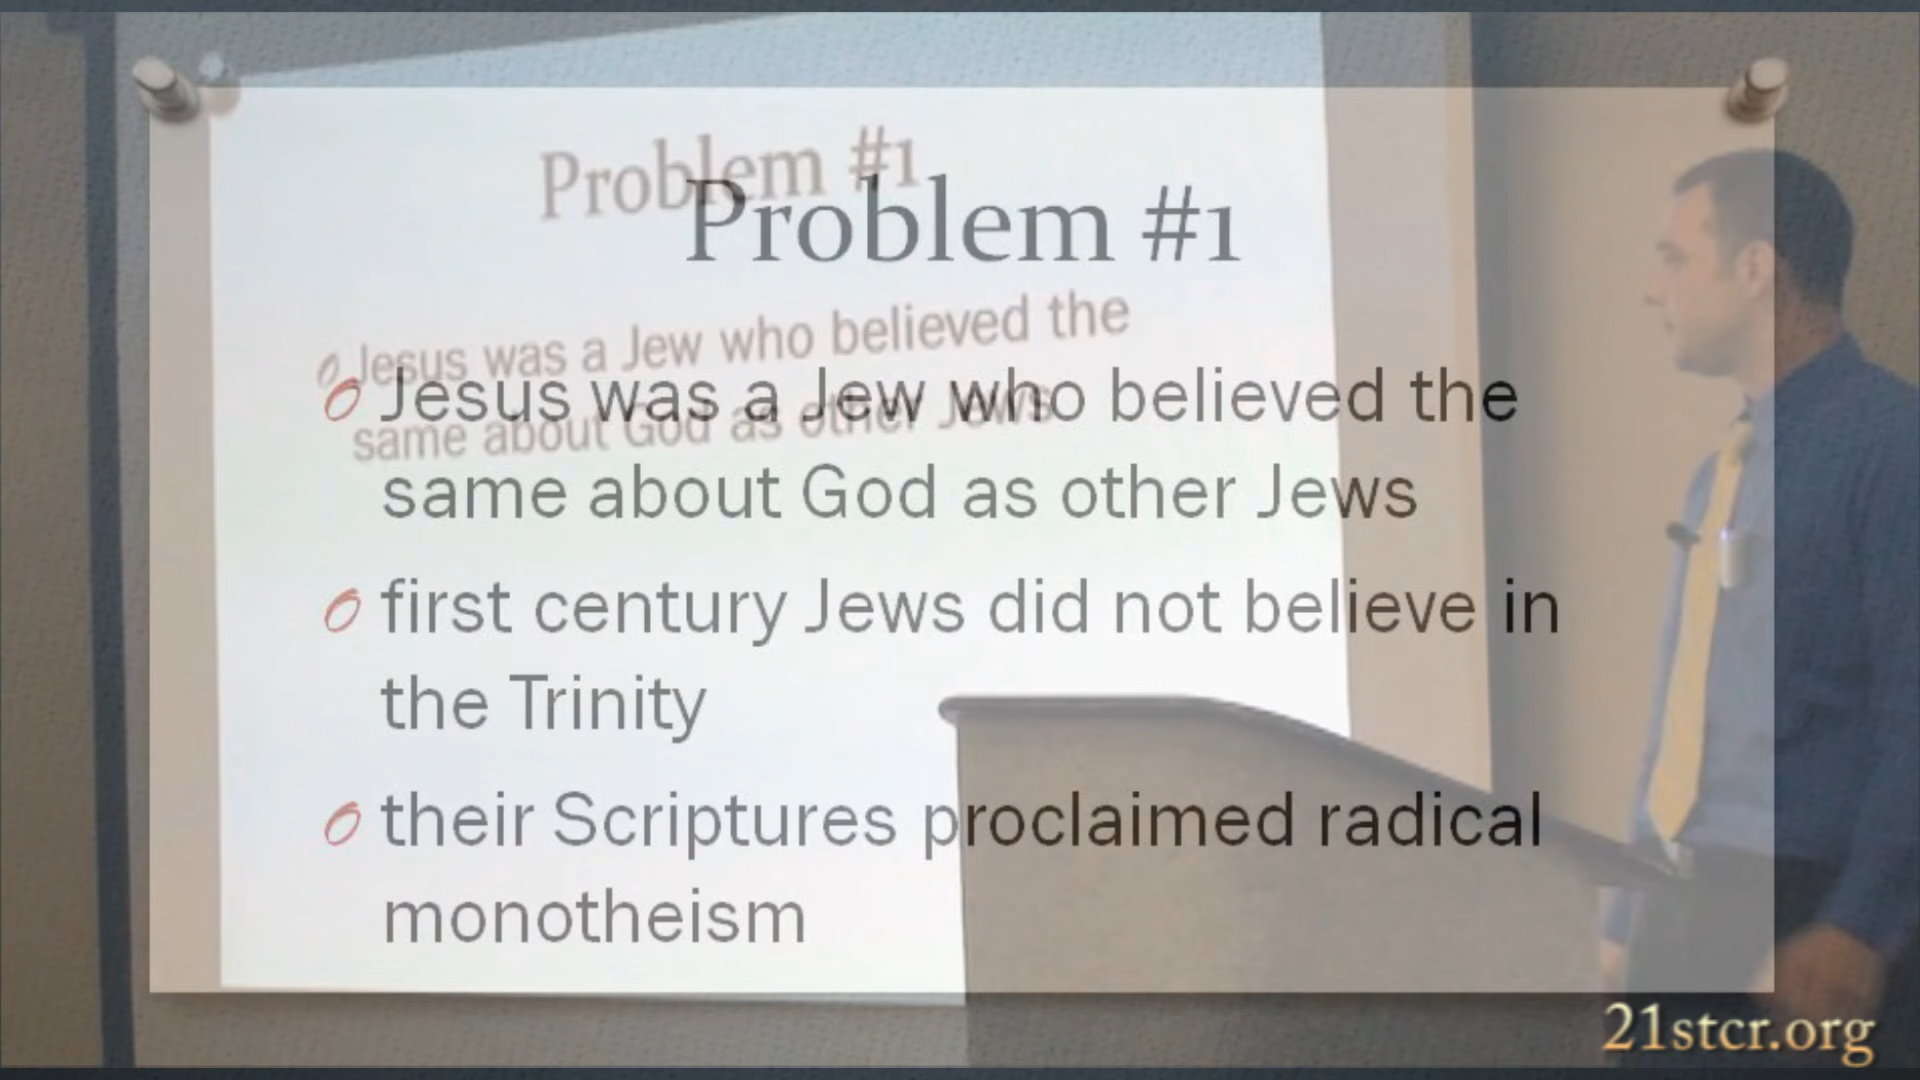 Problem #1
Jesus was a Jew who believed the
same about God as other Jews
Problem #1
Jesus was a Jew who believed the
same about God as other Jews
first century Jews did not believe in
the Trinity
their Scriptures proclaimed radical
monotheism
21stcr.org